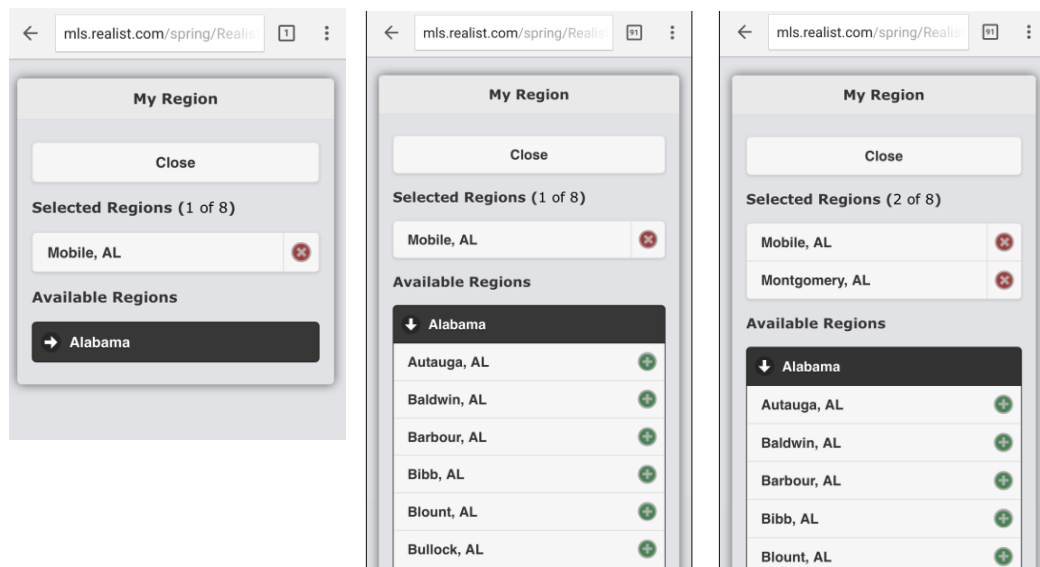 mls.realist.com/spring/Realist
1
My Region
Close
Selected Regions (1 of 8)
Mobile, AL
Available Regions
Alabama
mls.realist.com/spring/Realist
91
My Region
Close
Selected Regions (1 of 8)
Mobile, AL
Available Regions
Alabama
Autauga, AL
Baldwin, AL
Barbour, AL
Bibb, AL
Blount, AL
Bullock, AL
mls.realist.com/spring/Realis
91
My Region
Close
Selected Regions (2 of 8)
Mobile, AL
Montgomery, AL
Available Regions
Alabama
Autauga, AL
Baldwin, AL
Barbour, AL
Bibb, AL
Blount, AL